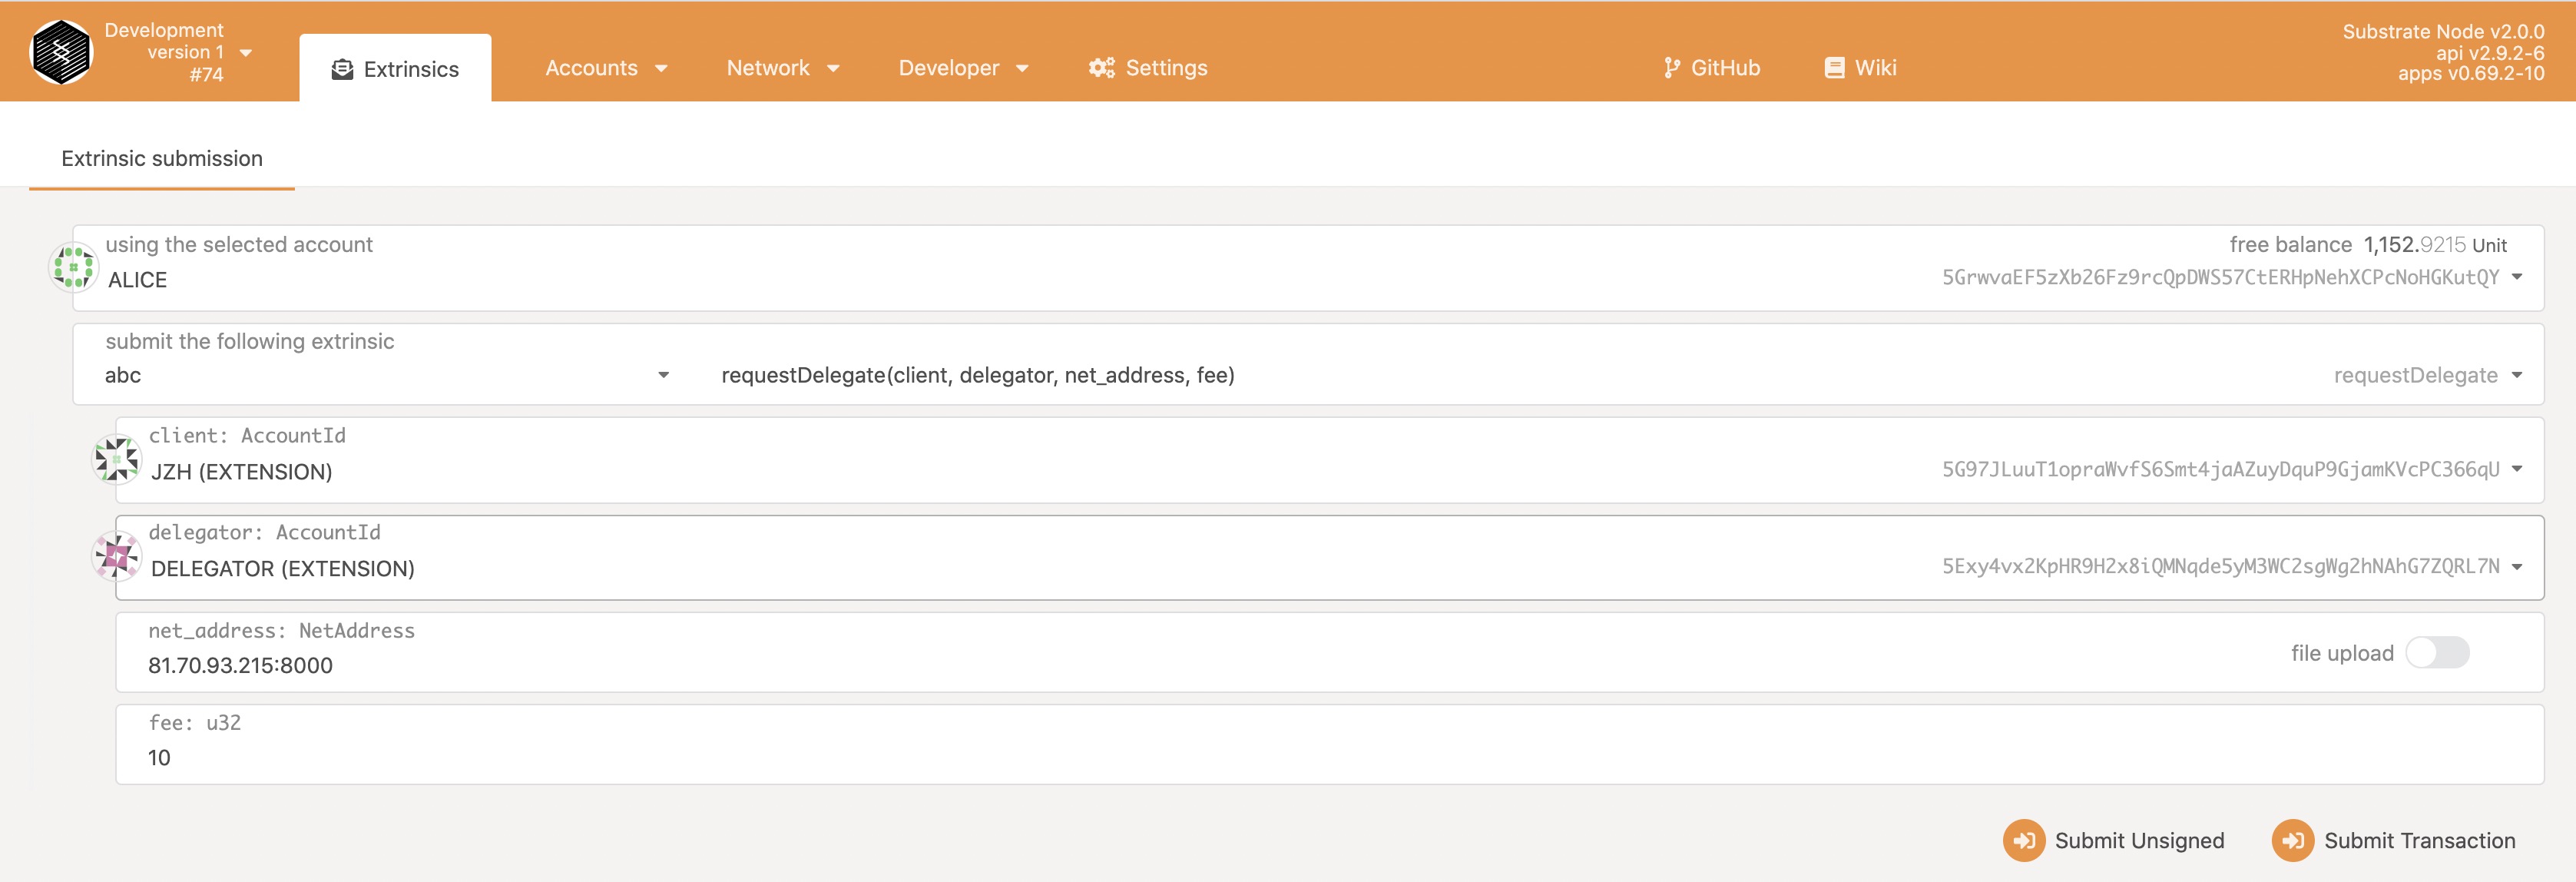 Development
version 1
#74
Extrinsics
Accounts
Network
Developer
Settings
GitHub
Wiki
Substrate Node v2.0.0
api v2.9.2-6
apps v0.69.2-10
Extrinsic submission
using the selected account
free balance 1,152.9215 Unit
ALICE
5GrwvaEF5zXb26Fz9rcQpDWS57CtERHpNehXCPcNoHGKutQY
submit the following extrinsic
abc
requestDelegate(client, delegator, net_address, fee)
requestDelegate
client: AccountId
JZH (EXTENSION)
5G97JLuuT1opraWvfS6Smt4jaAZuyDquP9GjamKVcPC366qU
delegator: AccountId
DELEGATOR (EXTENSION)
5Exy4vx2KpHR9H2x8iQMNqde5yM3WC2sgWg2hNAhG7ZQRL7N
net_address: NetAddress
81.70.93.215:8000
file upload
fee: u32
10
Submit Unsigned
Submit Transaction